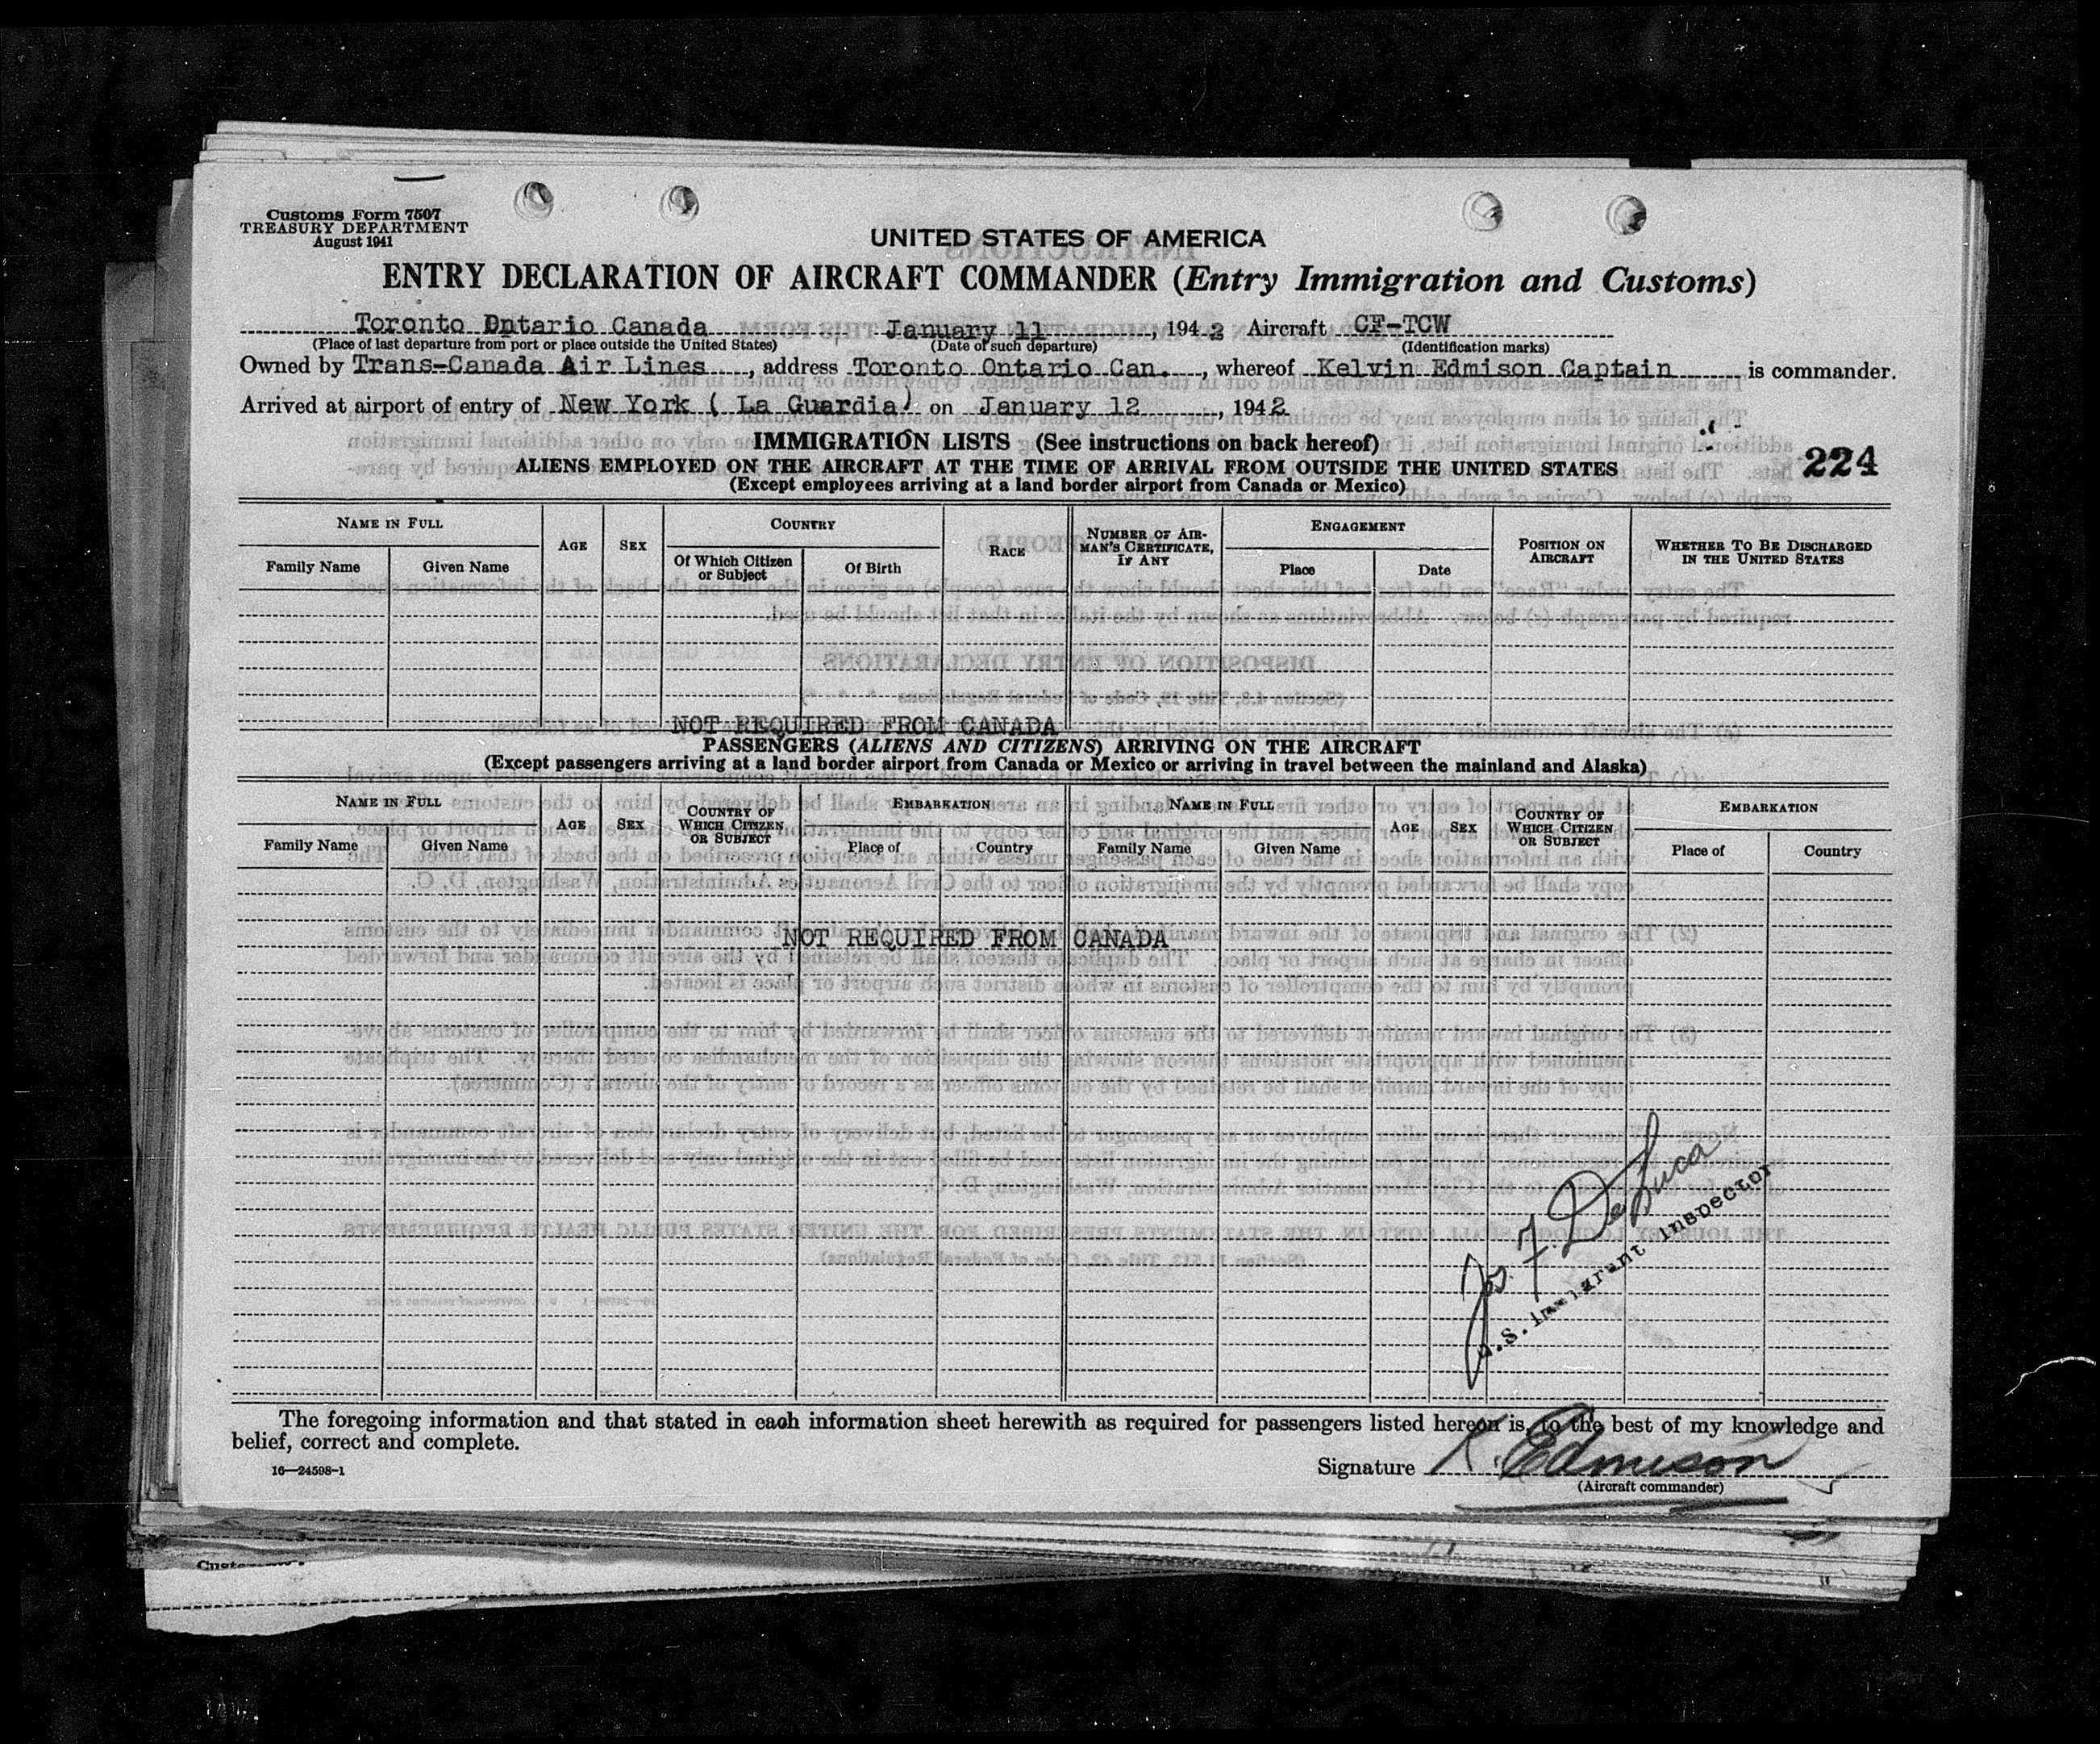 Customs Form 7507
TREASURY DEPARTMENT
August 1941
UNITED STATES OF AMERICA
ENTRY DECLARATION OF AIRCRAFT COMMANDER (Entry Immigration and Customs)
Toronto Ontario Canada January 11, 1942 Aircraft CF-TCW
(Place of last departure from port or place outside the United States) (Date of such departure) (Identification marks)
Owned by Trans-Canada Air Lines, address Toronto Ontario Can., whereof Kelvin Edmison Captain is commander.
Arrived at airport of entry of New York ( La Guardia) on January 12, 1942
IMMIGRATION LISTS (See instructions on back hereof)
224
ALIENS EMPLOYED ON THE AIRCRAFT AT THE TIME OF ARRIVAL FROM OUTSIDE THE UNITED STATES
(Except employees arriving at a land border airport from Canada or Mexico)
NAME IN FULL AGE SEX COUNTRY RACE NUMBER OF AIRMAN'S CERTIFICATE, IF ANY ENGAGEMENT POSITION ON AIRCRAFT WHETHER TO BE DISCHARGED IN THE UNITED STATES
Family Name Given Name Of Which Citizen or Subject Of Birth Place Date
NOT REQUIRED FROM CANADA
PASSENGERS (ALIENS AND CITIZENS) ARRIVING ON THE AIRCRAFT
(Except passengers arriving at a land border airport from Canada or Mexico or arriving in travel between the mainland and Alaska)
NAME IN FULL AGE SEX COUNTRY OF WHICH CITIZEN OR SUBJECT EMBARKATION NAME IN FULL AGE SEX COUNTRY OF WHICH CITIZEN OR SUBJECT EMBARKATION
Family Name Given Name Place of Country Family Name Given Name Place of Country
NOT REQUIRED FROM CANADA
Jos. F. DeLuca
U.S. Immigrant Inspector
The foregoing information and that stated in each information sheet herewith as required for passengers listed hereon is, to the best of my knowledge and
belief, correct and complete.
16—24598-1
Signature K. Edmison
(Aircraft commander)